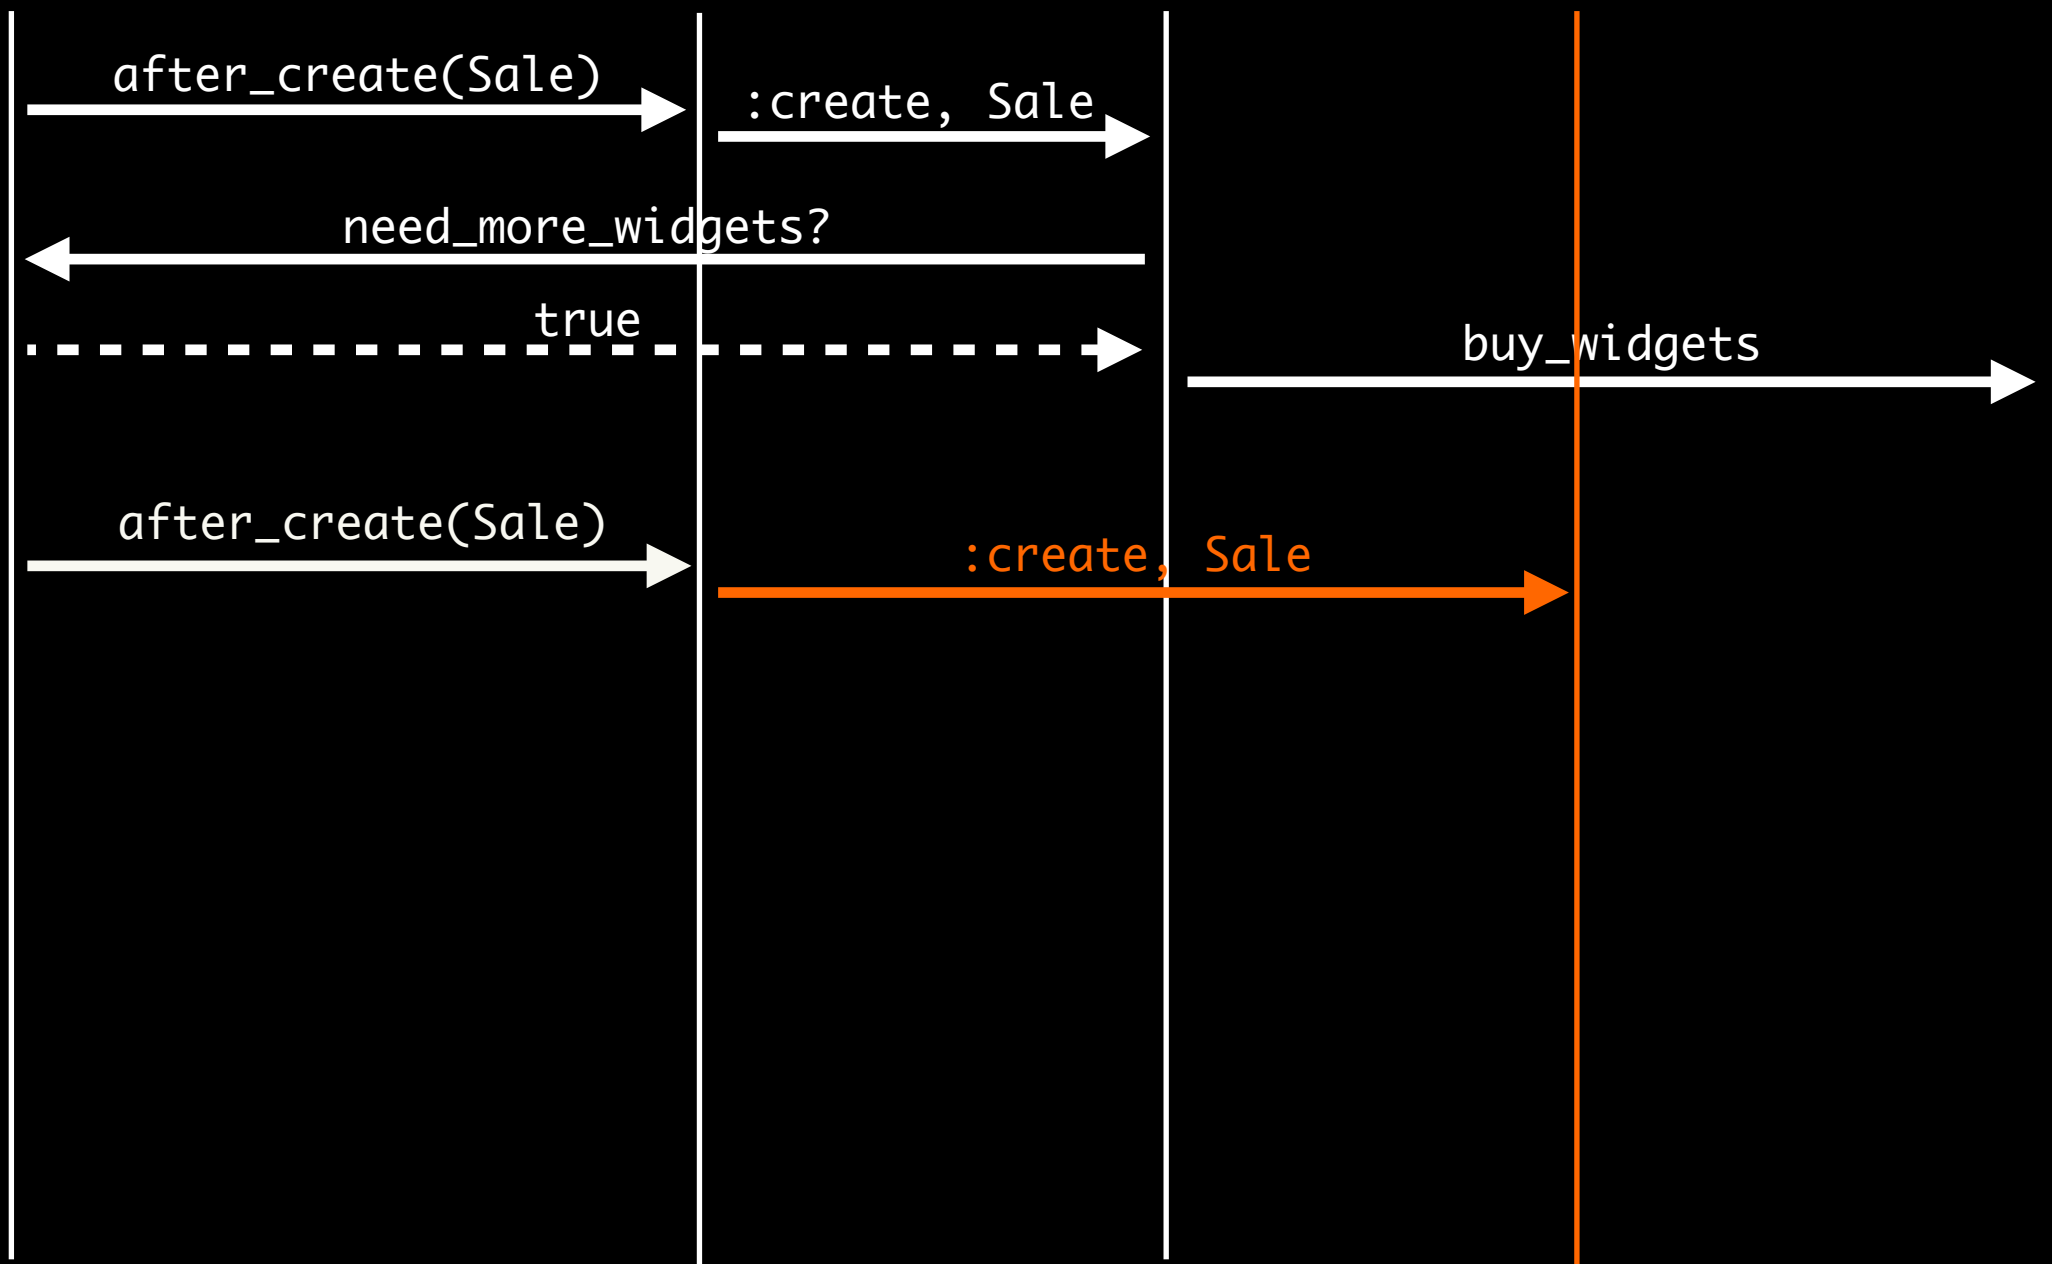 after_create(Sale)
:create, Sale
need_more_widgets?
true
buy_widgets
after_create(Sale)
:create, Sale